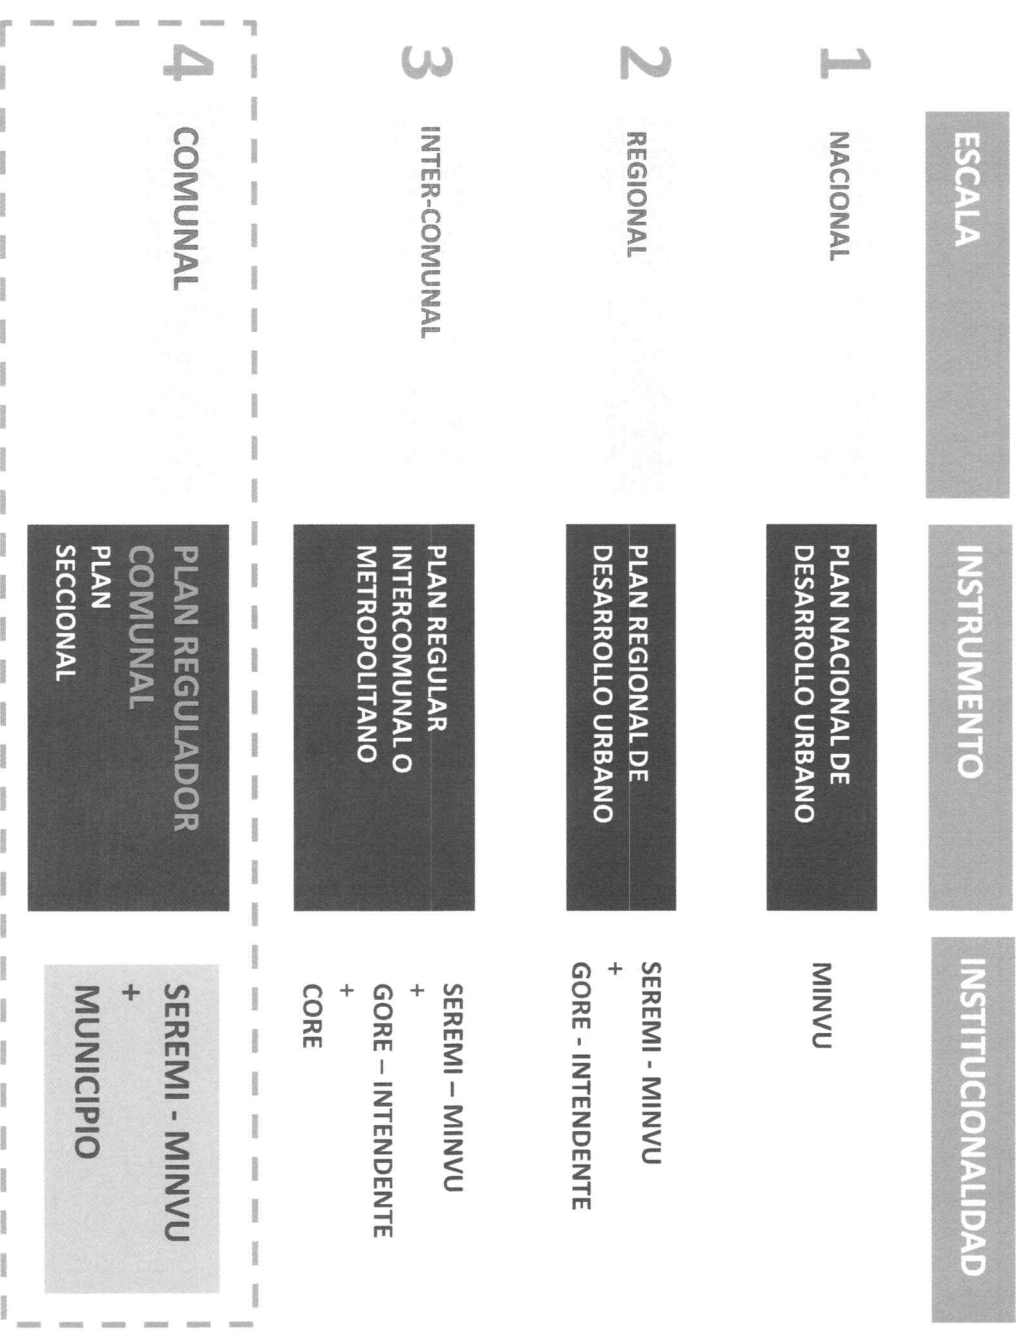 ESCALA
INSTRUMENTO
INSTITUCIONALIDAD
1
NACIONAL
PLAN NACIONAL DE
DESARROLLO URBANO
MINVU
2
REGIONAL
PLAN REGIONAL DE
DESARROLLO URBANO
SEREMI - MINVU
+
GORE - INTENDENTE
3
INTER-COMUNAL
PLAN REGULAR
INTERCOMUNAL O
METROPOLITANO
SEREMI – MINVU
+
GORE – INTENDENTE
+
CORE
4
COMUNAL
PLAN REGULADOR
COMUNAL
PLAN
SECCIONAL
SEREMI - MINVU
+
MUNICIPIO